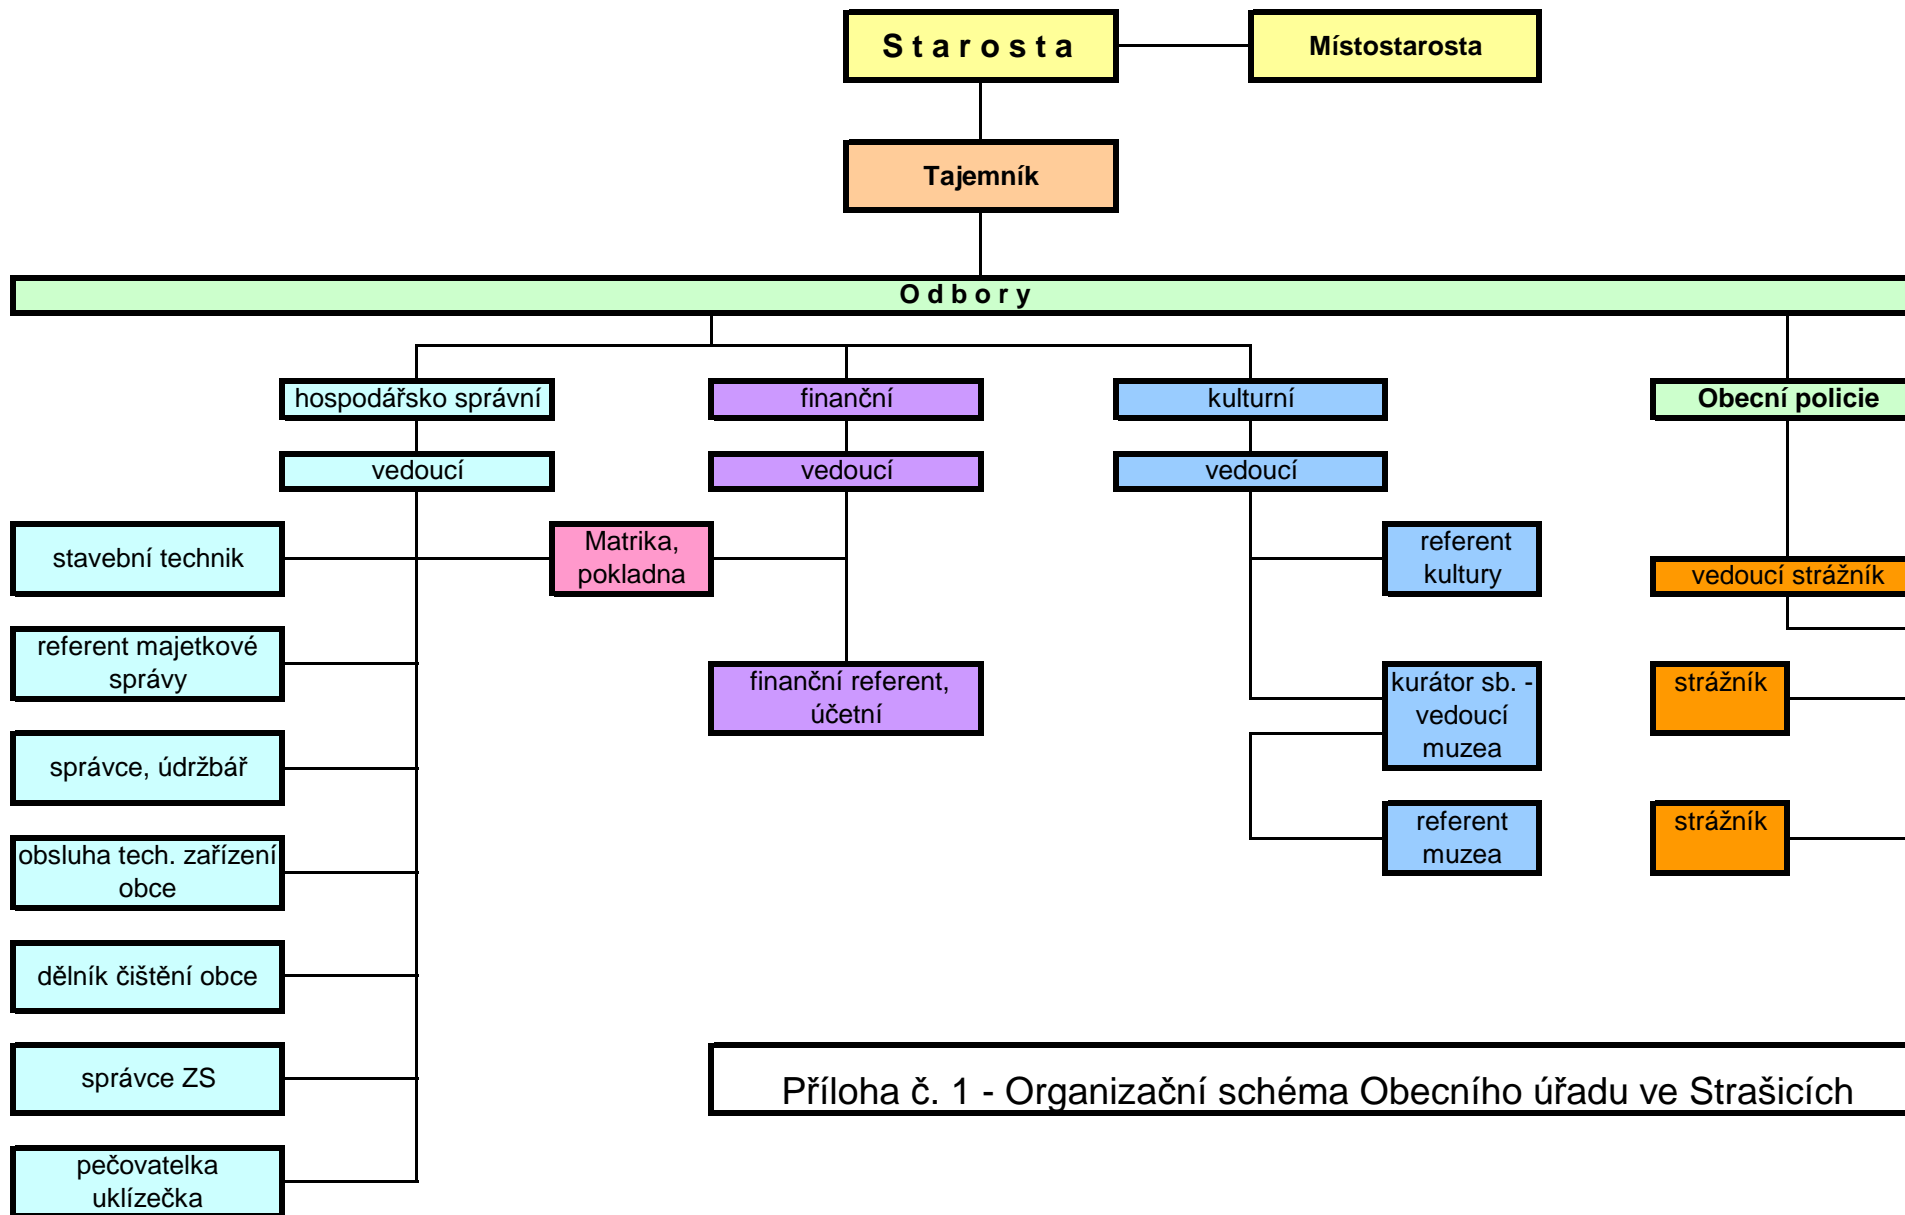 S t a r o s t a
Místostarosta
Tajemník
O d b o r y
hospodářsko správní
finanční
kulturní
Obecní policie
vedoucí
vedoucí
vedoucí
stavební technik
Matrika,
pokladna
referent
kultury
vedoucí strážník
referent majetkové
správy
finanční referent,
účetní
kurátor sb. -
vedoucí
muzea
strážník
správce, údržbář
obsluha tech. zařízení
obce
referent
muzea
strážník
dělník čištění obce
správce ZS
Příloha č. 1 - Organizační schéma Obecního úřadu ve Strašicích
pečovatelka
uklízečka